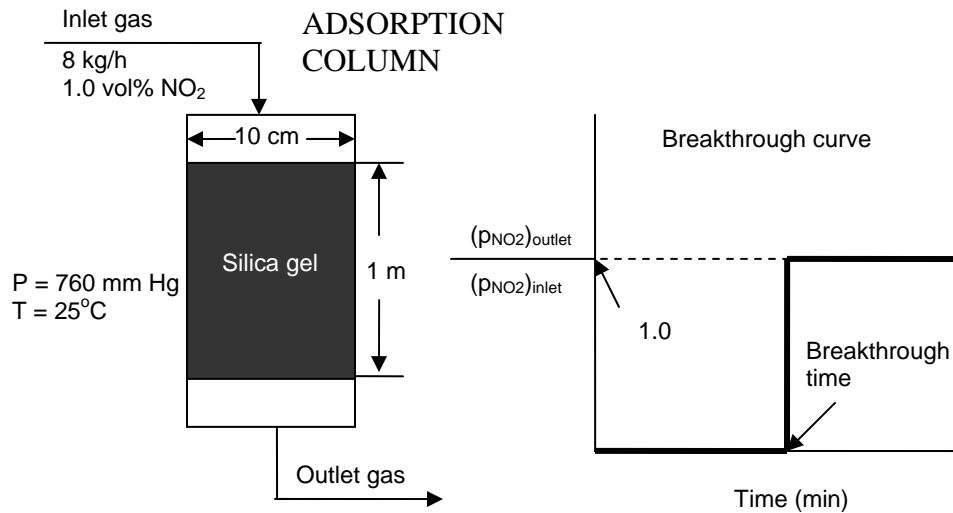 Inlet gas
8 kg/h
1.0 vol% NO₂
ADSORPTION
COLUMN
10 cm
Silica gel
1 m
P = 760 mm Hg
T = 25°C
Outlet gas
Breakthrough curve
(pNO2)outlet
(pNO2)inlet
1.0
Breakthrough
time
Time (min)